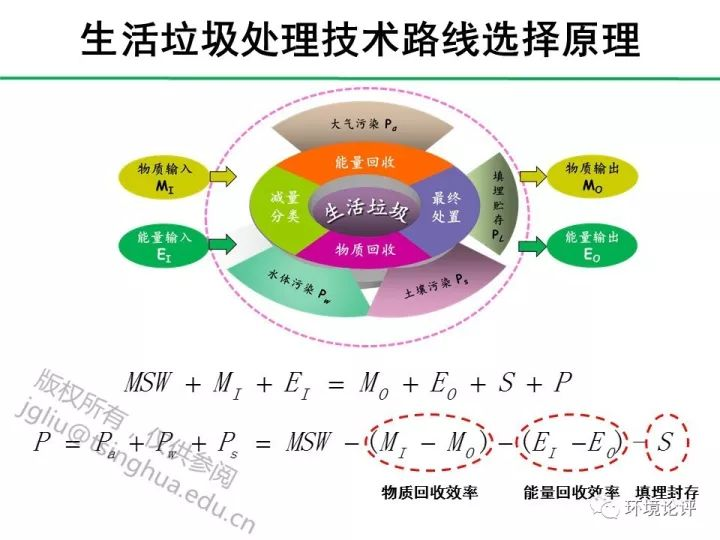 生活垃圾处理技术路线选择原理
大气污染 Pa
物质输入
MI
能量回收
物质输出
MO
减量
分类
生活垃圾
最终
处置
填埋贮存 PL
能量输入
EI
物质回收
能量输出
EO
水体污染 Pw
土壤污染 Ps
MSW + MI + EI = MO + EO + S + P
P = Pa + Pw + Ps = MSW - (MI - MO) - (EI - EO) - S
物质回收效率 能量回收效率 填埋封存
版权所有，仅供参阅
jgliu@tsinghua.edu.cn
环境论评